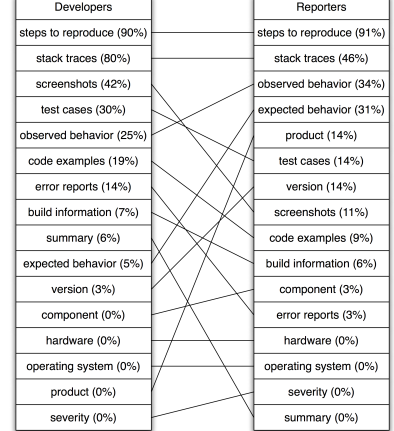 Developers
steps to reproduce (90%)
stack traces (80%)
screenshots (42%)
test cases (30%)
observed behavior (25%)
code examples (19%)
error reports (14%)
build information (7%)
summary (6%)
expected behavior (5%)
version (3%)
component (0%)
hardware (0%)
operating system (0%)
product (0%)
severity (0%)
Reporters
steps to reproduce (91%)
stack traces (46%)
observed behavior (34%)
expected behavior (31%)
product (14%)
test cases (14%)
version (14%)
screenshots (11%)
code examples (9%)
build information (6%)
component (3%)
error reports (3%)
hardware (0%)
operating system (0%)
severity (0%)
summary (0%)